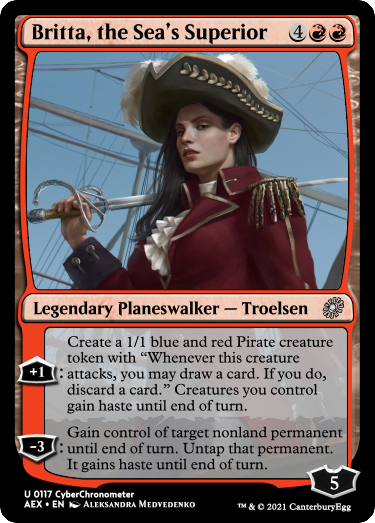 Britta, the Sea's Superior 4
Legendary Planeswalker — Troelsen
+1: Create a 1/1 blue and red Pirate creature
token with “Whenever this creature
attacks, you may draw a card. If you do,
discard a card.” Creatures you control
gain haste until end of turn.
−3: Gain control of target nonland permanent
until end of turn. Untap that permanent.
It gains haste until end of turn.
5
U 0117 CyberChronometer
AEX • EN Aleksandra Medvedenko
™ & © 2021 CanterburyEgg